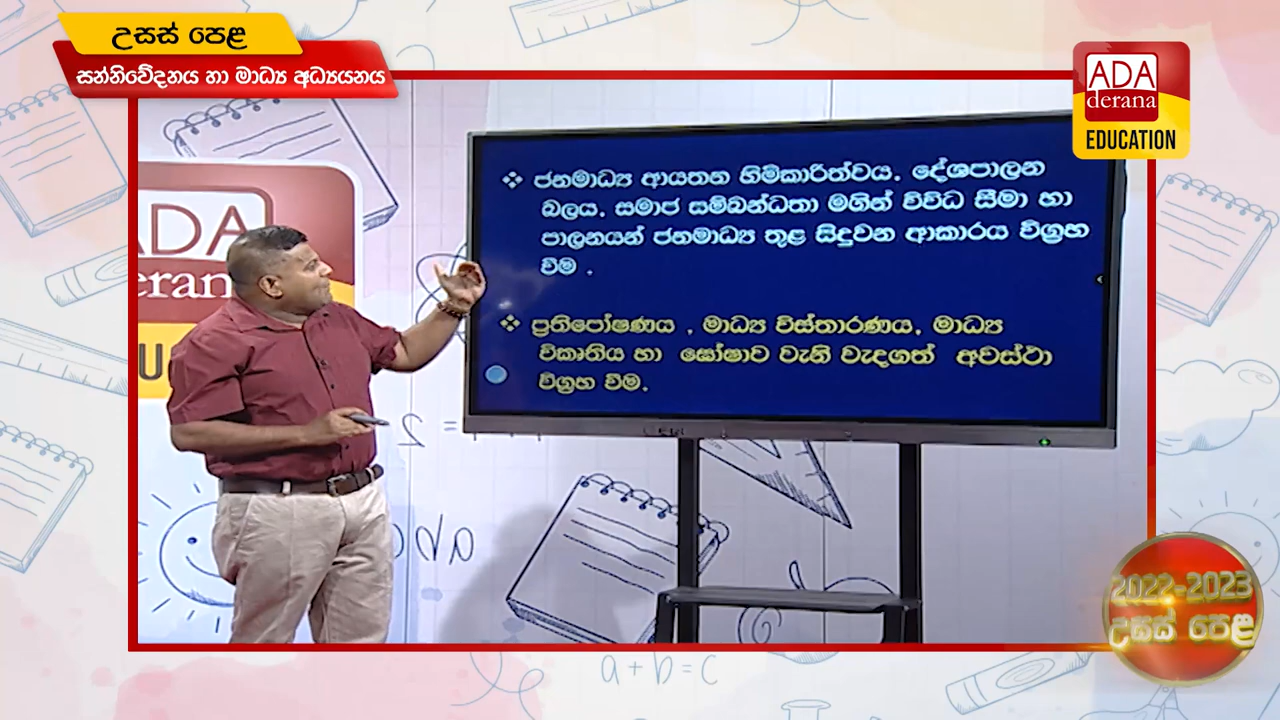 උසස් පෙළ
සන්නිවේදනය හා මාධ්‍ය අධ්‍යයනය
ADA
derana
EDUCATION
ADA
❖ ජනමාධ්‍ය ආයතන හිමිකාරිත්වය. දේශපාලන
බලය. සමාජ සම්බන්ධතා මගින් විවිධ සීමා හා
පාලනයන් ජනමාධ්‍ය තුළ සිදුවන ආකාරය විග්‍රහ
වීම .
❖ ප්‍රතිපෝෂණය , මාධ්‍ය විස්තාරණය, මාධ්‍ය
විකෘතිය හා ඝෝෂාව වැනි වැදගත් අවස්ථා
විග්‍රහ වීම.
2022-2023
උසස් පෙළ
a+b=c